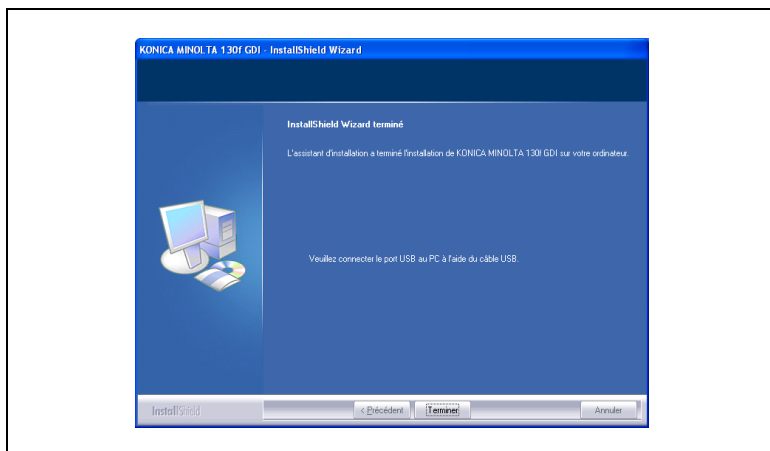 KONICA MINOLTA 130f GDI - InstallShield Wizard
InstallShield Wizard terminé
L'assistant d'installation a terminé l'installation de KONICA MINOLTA 130f GDI sur votre ordinateur.
Veuillez connecter le port USB au PC à l'aide du câble USB.
InstallShield
< Précédent
Terminer
Annuler